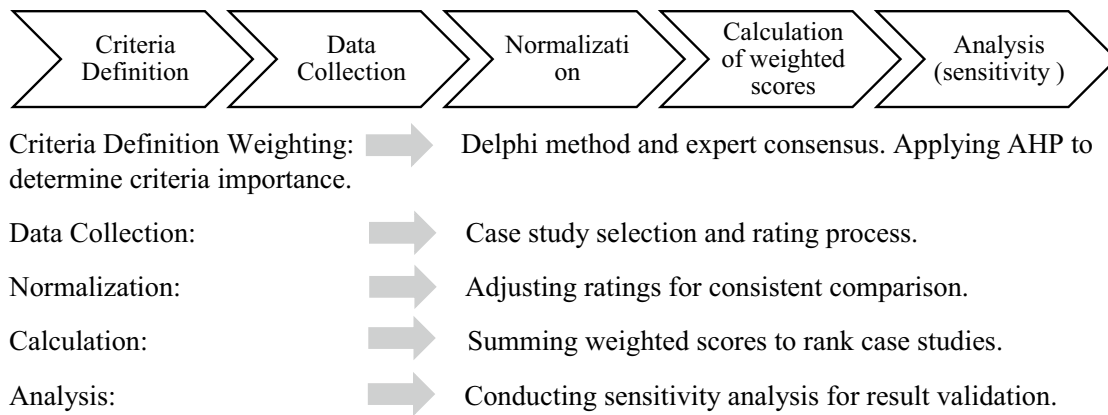 Criteria
Definition
Data
Collection
Normalizati
on
Calculation
of weighted
scores
Analysis
(sensitivity )
Criteria Definition Weighting: Delphi method and expert consensus. Applying AHP to
determine criteria importance.
Data Collection: Case study selection and rating process.
Normalization: Adjusting ratings for consistent comparison.
Calculation: Summing weighted scores to rank case studies.
Analysis: Conducting sensitivity analysis for result validation.